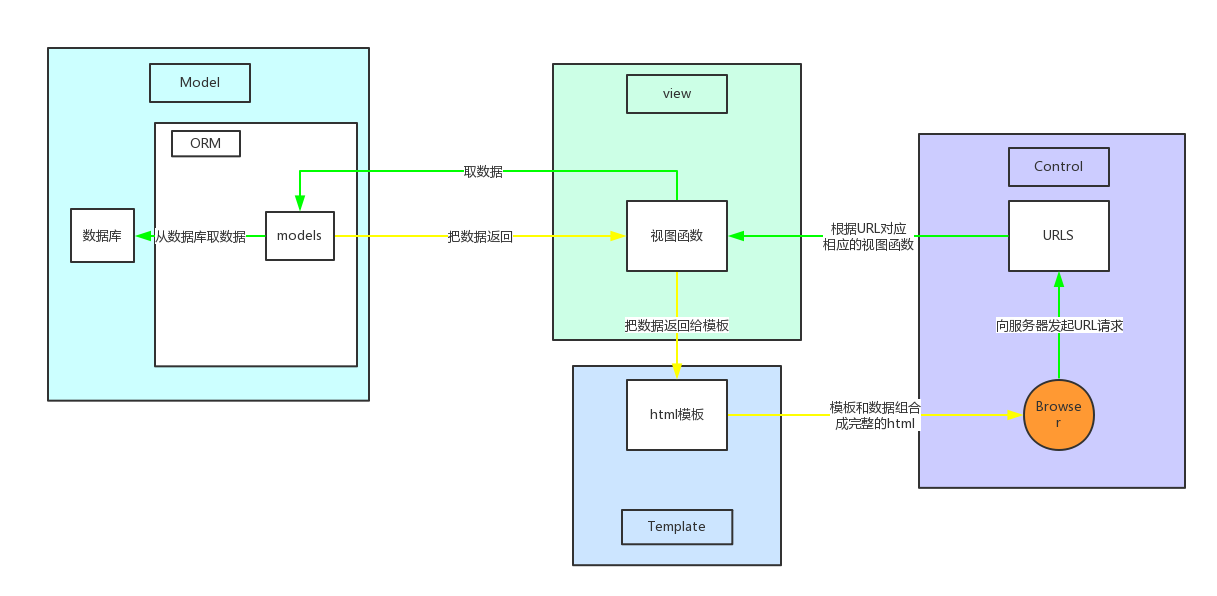 Model
view
ORM
Control
取数据
数据库
从数据库取数据
models
把数据返回
视图函数
根据URL对应
相应的视图函数
URLS
把数据返回给模板
向服务器发起URL请求
html模板
模板和数据组合
成完整的html
Browse
r
Template